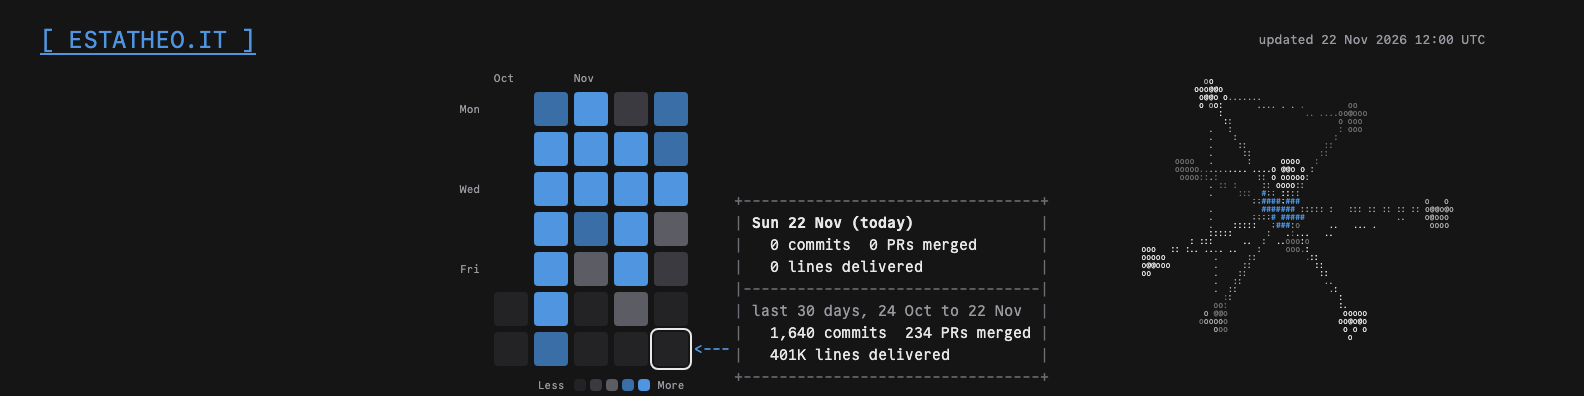 [ ESTATHEO.IT ]
updated 22 Nov 2026 12:00 UTC
Oct Nov
Mon
Wed
Fri
Less More
Sun 22 Nov (today)
0 commits 0 PRs merged
0 lines delivered
last 30 days, 24 Oct to 22 Nov
1,640 commits 234 PRs merged
401K lines delivered